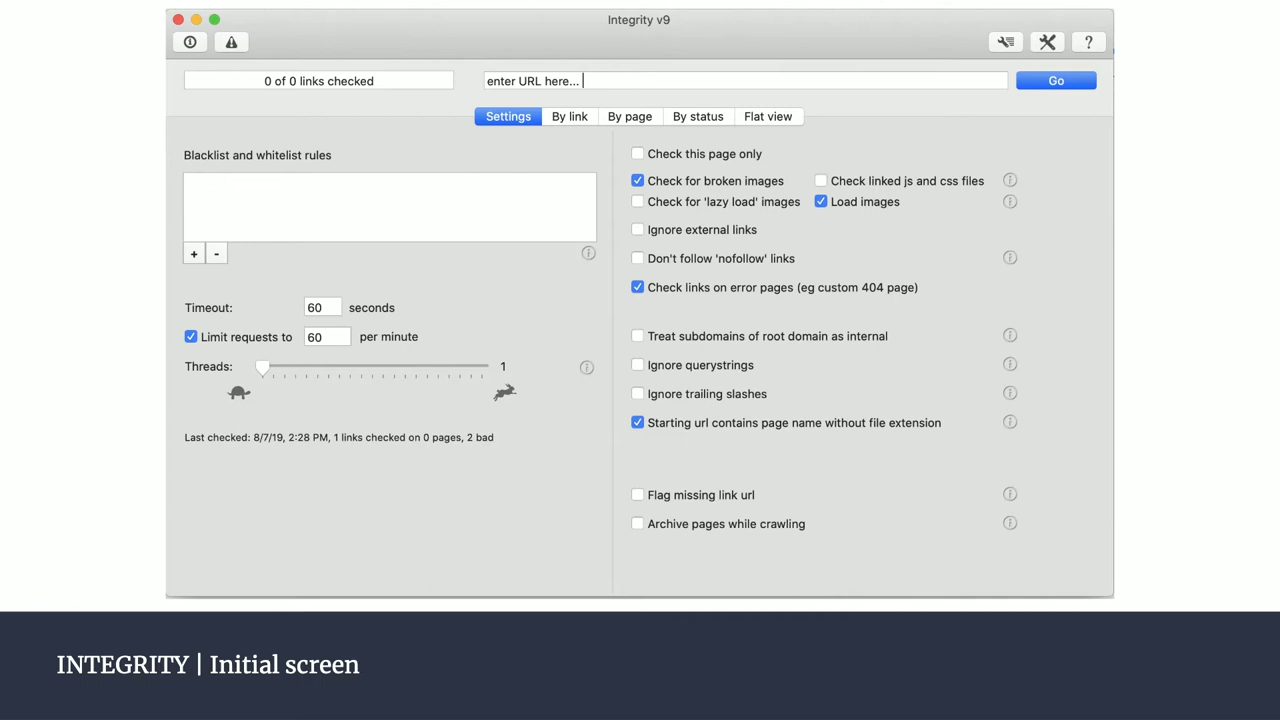 Integrity v9
?
0 of 0 links checked
enter URL here...
Go
Settings
By link
By page
By status
Flat view
Blacklist and whitelist rules
+ -
Timeout: 60 seconds
Limit requests to 60 per minute
Threads: 1
Last checked: 8/7/19, 2:28 PM, 1 links checked on 0 pages, 2 bad
Check this page only
Check for broken images
Check linked js and css files
Check for 'lazy load' images
Load images
Ignore external links
Don't follow 'nofollow' links
Check links on error pages (eg custom 404 page)
Treat subdomains of root domain as internal
Ignore querystrings
Ignore trailing slashes
Starting url contains page name without file extension
Flag missing link url
Archive pages while crawling
INTEGRITY | Initial screen